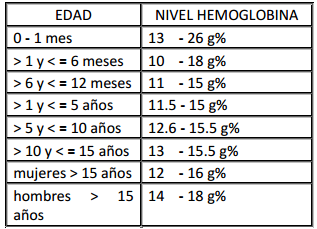 EDAD NIVEL HEMOGLOBINA
0 - 1 mes 13 - 26 g%
> 1 y < = 6 meses 10 - 18 g%
> 6 y < = 12 meses 11 - 15 g%
> 1 y < = 5 años 11.5 - 15 g%
> 5 y < = 10 años 12.6 - 15.5 g%
> 10 y < = 15 años 13 - 15.5 g%
mujeres > 15 años 12 - 16 g%
hombres > 15 14 - 18 g%
años